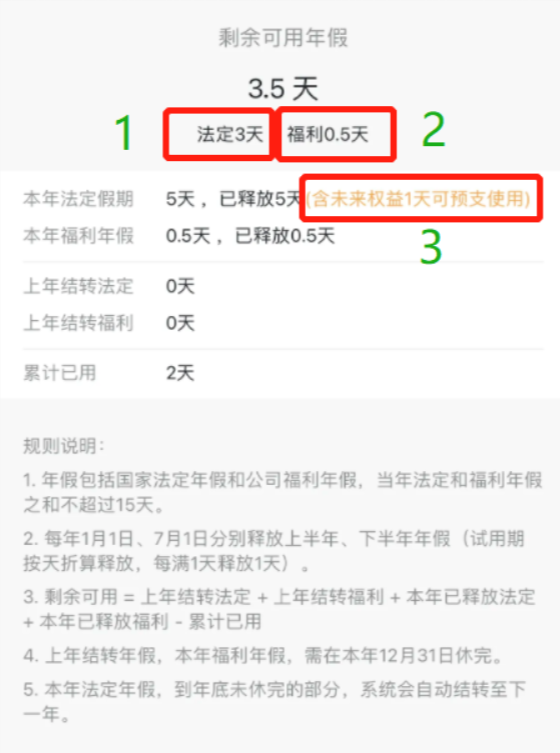 剩余可用年假
3.5 天
1 法定3天 福利0.5天 2
本年法定假期 5天，已释放5天(含未来权益1天可预支使用)
本年福利年假 0.5天，已释放0.5天
3
上年结转法定 0天
上年结转福利 0天
累计已用 2天
规则说明：
1. 年假包括国家法定年假和公司福利年假，当年法定和福利年假
之和不超过15天。
2. 每年1月1日、7月1日分别释放上半年、下半年年假（试用期
按天折算释放，每满1天释放1天）。
3. 剩余可用 = 上年结转法定 + 上年结转福利 + 本年已释放法定
+ 本年已释放福利 - 累计已用
4. 上年结转年假，本年福利年假，需在本年12月31日休完。
5. 本年法定年假，到年底未休完的部分，系统会自动结转至下
一年。